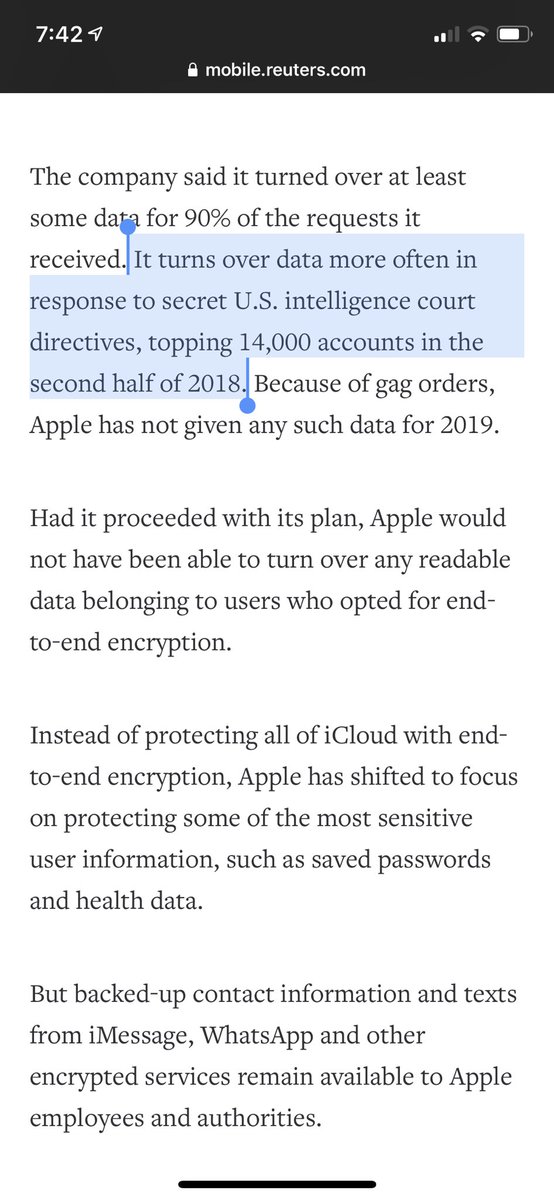 7:42
mobile.reuters.com
The company said it turned over at least
some data for 90% of the requests it
received. It turns over data more often in
response to secret U.S. intelligence court
directives, topping 14,000 accounts in the
second half of 2018. Because of gag orders,
Apple has not given any such data for 2019.
Had it proceeded with its plan, Apple would
not have been able to turn over any readable
data belonging to users who opted for end-
to-end encryption.
Instead of protecting all of iCloud with end-
to-end encryption, Apple has shifted to focus
on protecting some of the most sensitive
user information, such as saved passwords
and health data.
But backed-up contact information and texts
from iMessage, WhatsApp and other
encrypted services remain available to Apple
employees and authorities.